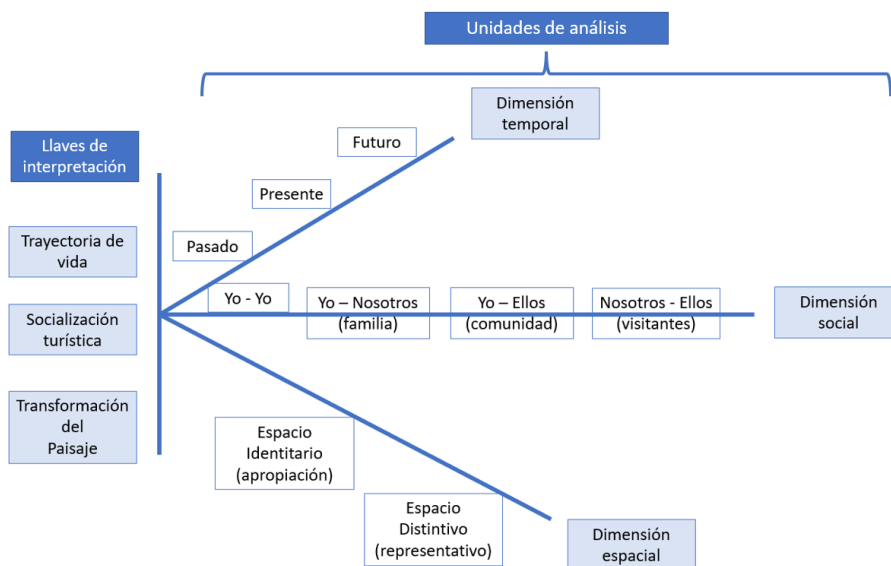 Unidades de análisis
Dimensión
temporal
Futuro
Llaves de
interpretación
Presente
Pasado
Trayectoria de
vida
Yo - Yo
Yo – Nosotros
(familia)
Yo – Ellos
(comunidad)
Nosotros - Ellos
(visitantes)
Dimensión
social
Socialización
turística
Transformación
del
Paisaje
Espacio
Identitario
(apropiación)
Espacio
Distintivo
(representativo)
Dimensión
espacial